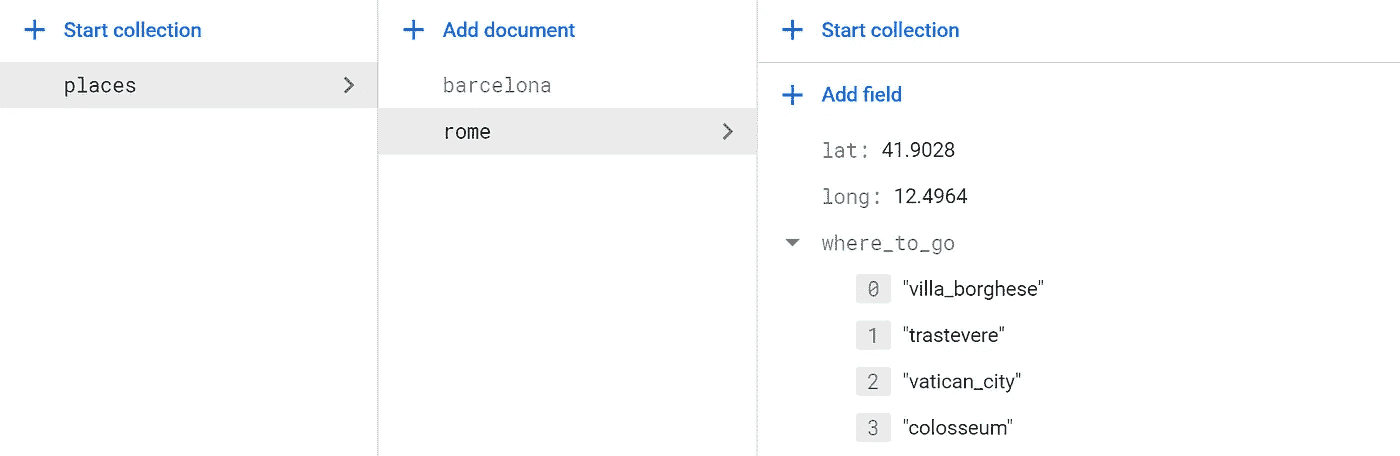 Start collection
places
Add document
barcelona
rome
Start collection
Add field
lat: 41.9028
long: 12.4964
where_to_go
0 "villa_borghese"
1 "trastevere"
2 "vatican_city"
3 "colosseum"